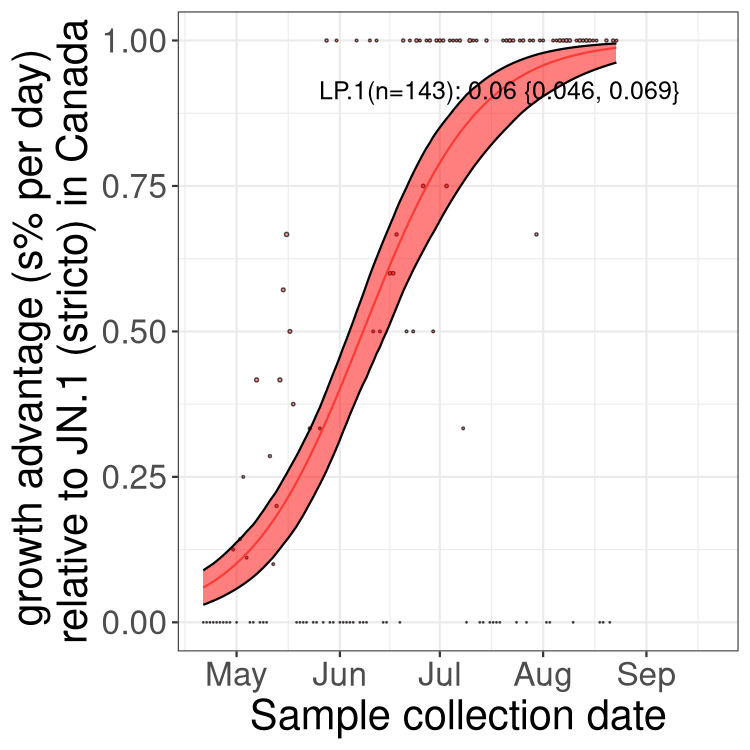 growth advantage (s% per day)
relative to JN.1 (stricto) in Canada
1.00
0.75
0.50
0.25
0.00
LP.1(n=143): 0.06 {0.046, 0.069}
May Jun Jul Aug Sep
Sample collection date